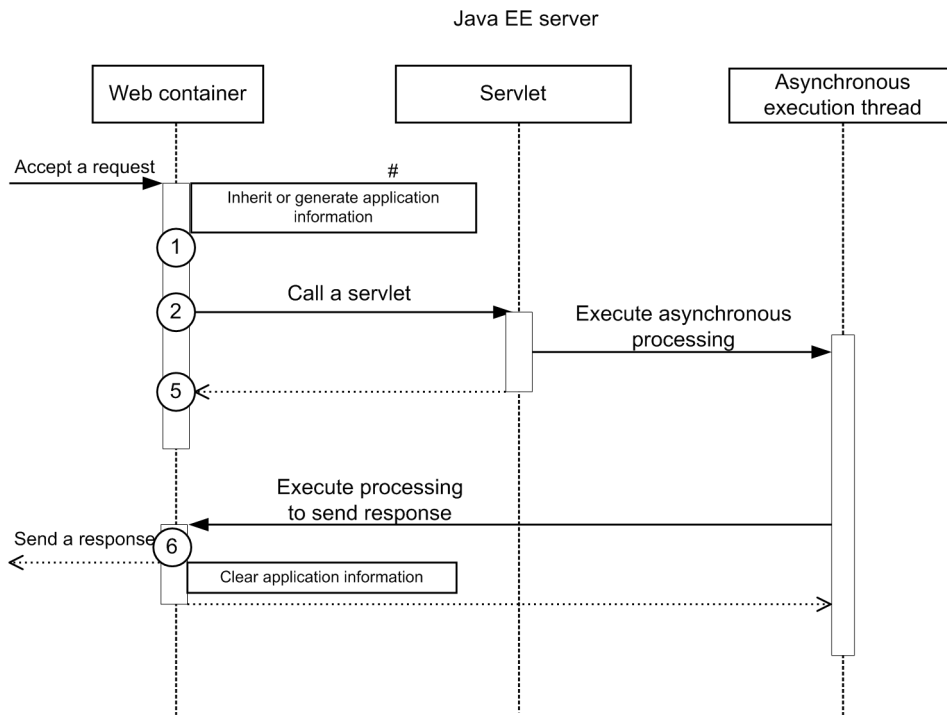 Java EE server
Web container
Servlet
Asynchronous
execution thread
Accept a request
#
Inherit or generate application
information
1
2
Call a servlet
Execute asynchronous
processing
5
Execute processing
to send response
Send a response
6
Clear application information